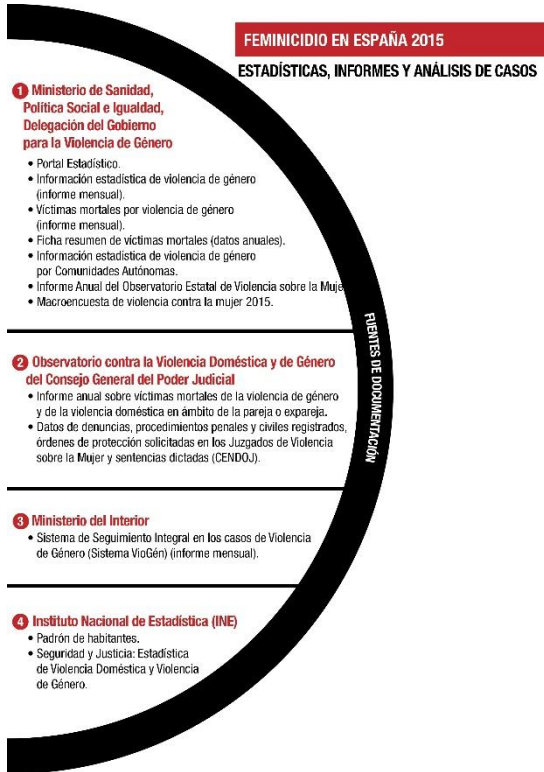 FEMINICIDIO EN ESPAÑA 2015
ESTADÍSTICAS, INFORMES Y ANÁLISIS DE CASOS
1 Ministerio de Sanidad,
Política Social e Igualdad,
Delegación del Gobierno
para la Violencia de Género
• Portal Estadístico.
• Información estadística de violencia de género
(informe mensual).
• Víctimas mortales por violencia de género
(informe mensual).
• Ficha resumen de víctimas mortales (datos anuales).
• Información estadística de violencia de género
por Comunidades Autónomas.
• Informe Anual del Observatorio Estatal de Violencia sobre la Muje
• Macroencuesta de violencia contra la mujer 2015.
2 Observatorio contra la Violencia Doméstica y de Género
del Consejo General del Poder Judicial
• Informe anual sobre víctimas mortales de la violencia de género
y de la violencia doméstica en ámbito de la pareja o expareja.
• Datos de denuncias, procedimientos penales y civiles registrados,
órdenes de protección solicitadas en los Juzgados de Violencia
sobre la Mujer y sentencias dictadas (CENDOJ).
3 Ministerio del Interior
• Sistema de Seguimiento Integral en los casos de Violencia
de Género (Sistema VioGén) (informe mensual).
4 Instituto Nacional de Estadística (INE)
• Padrón de habitantes.
• Seguridad y Justicia: Estadística
de Violencia Doméstica y Violencia
de Género.
FUENTES DE DOCUMENTACIÓN